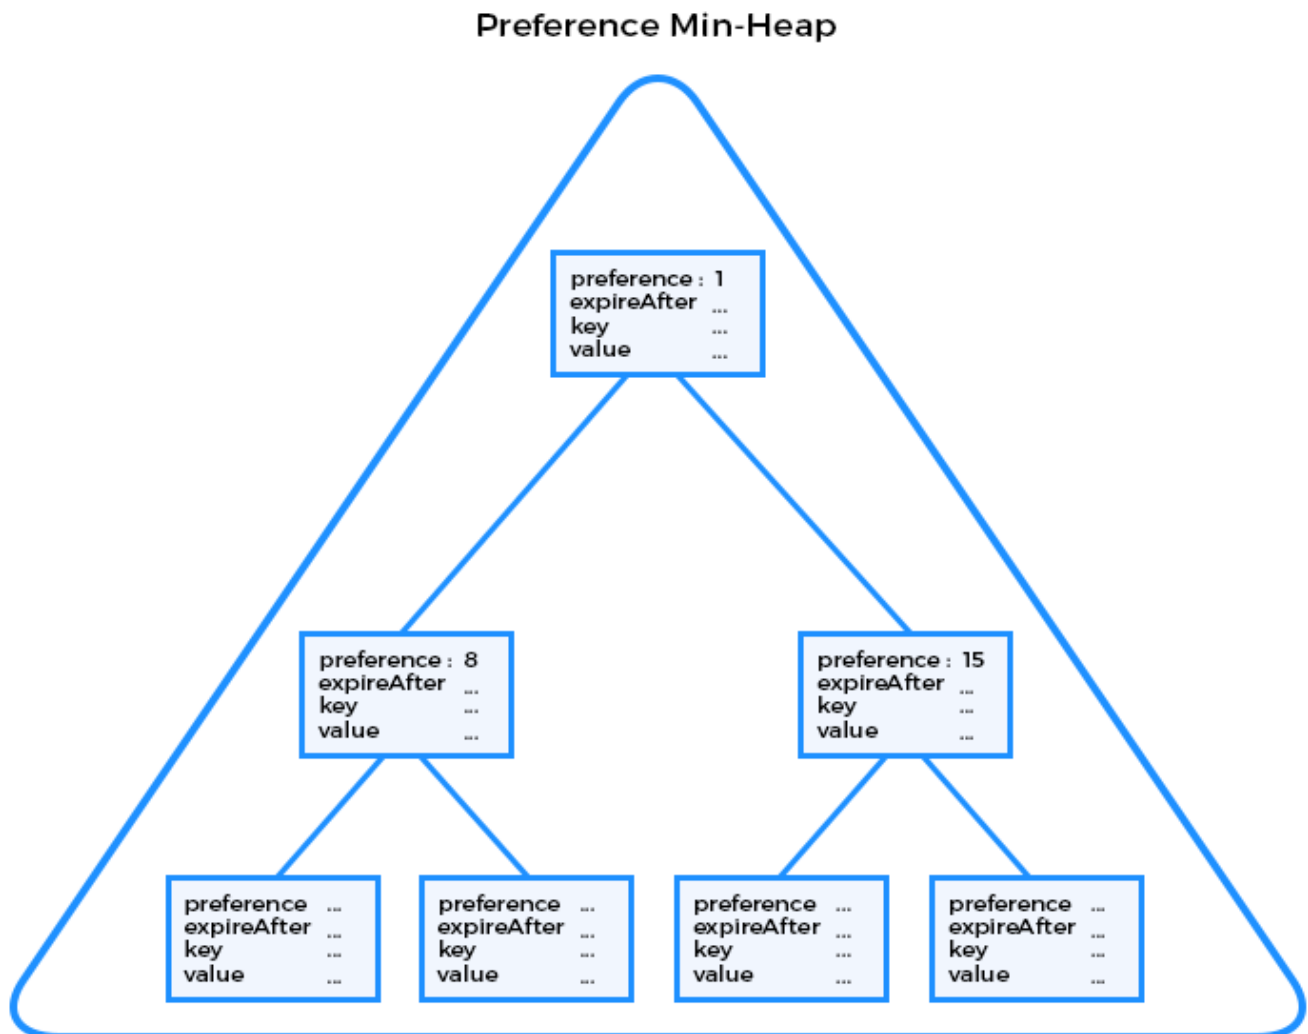 Preference Min-Heap
preference : 1
expireAfter ...
key ...
value ...
preference : 8
expireAfter ...
key ...
value ...
preference : 15
expireAfter ...
key ...
value ...
preference ...
expireAfter ...
key ...
value ...
preference ...
expireAfter ...
key ...
value ...
preference ...
expireAfter ...
key ...
value ...
preference ...
expireAfter ...
key ...
value ...